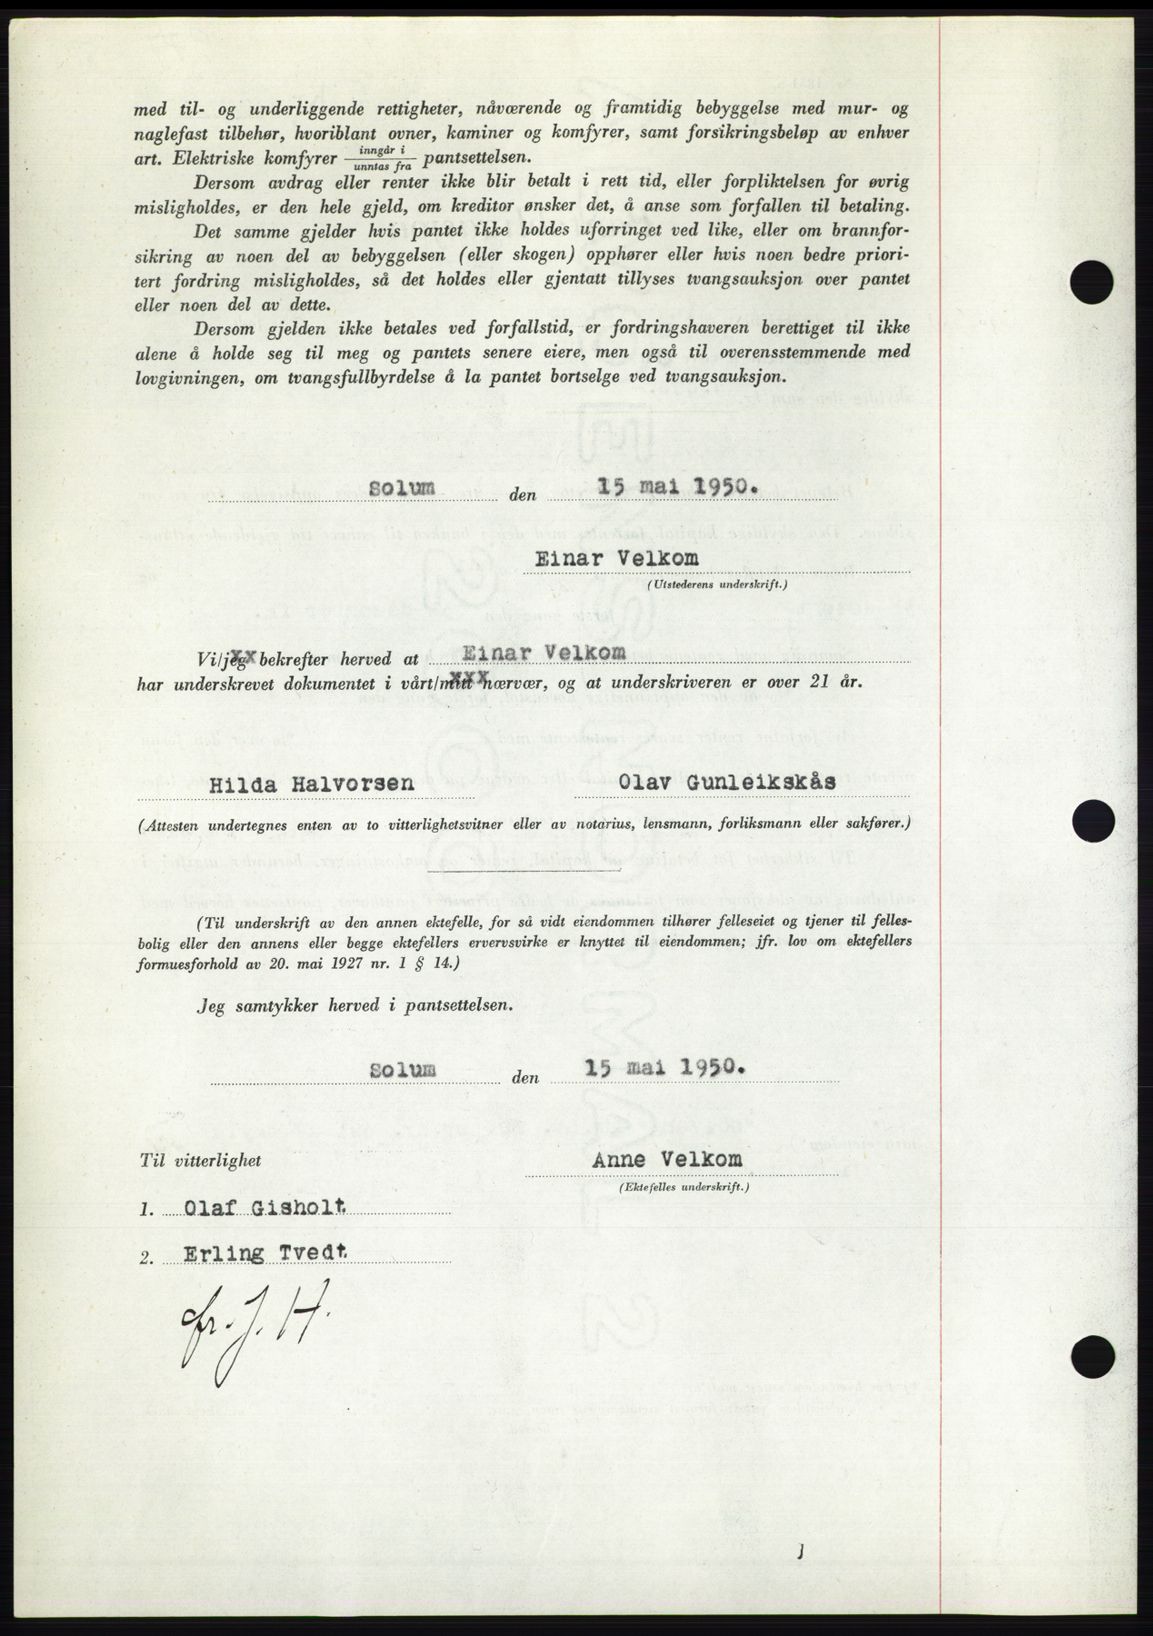 med til- og underliggende rettigheter, nåværende og framtidig bebyggelse med mur- og
naglefast tilbehør, hvoriblant ovner, kaminer og komfyrer, samt forsikringsbeløp av enhver
art. Elektriske komfyrer inngår i / unntas fra pantsettelsen.
Dersom avdrag eller renter ikke blir betalt i rett tid, eller forpliktelsen for øvrig
misligholdes, er den hele gjeld, om kreditor ønsker det, å anse som forfallen til betaling.
Det samme gjelder hvis pantet ikke holdes uforringet ved like, eller om brannfor-
sikring av noen del av bebyggelsen (eller skogen) opphører eller hvis noen bedre priori-
tert fordring misligholdes, så det holdes eller gjentatt tillyses tvangsauksjon over pantet
eller noen del av dette.
Dersom gjelden ikke betales ved forfallstid, er fordringshaveren berettiget til ikke
alene å holde seg til meg og pantets senere eiere, men også til overensstemmende med
lovgivningen, om tvangsfullbyrdelse å la pantet bortselge ved tvangsauksjon.
Solum den 15 mai 1950.
Einar Velkom
(Utstederens underskrift.)
Vi/jeg bekrefter herved at Einar Velkom
har underskrevet dokumentet i vårt/mitt nærvær, og at underskriveren er over 21 år.
Hilda Halvorsen Olav Gunleikskås
(Attesten undertegnes enten av to vitterlighetsvitner eller av notarius, lensmann, forliksmann eller sakfører.)
(Til underskrift av den annen ektefelle, for så vidt eiendommen tilhører felleseiet og tjener til felles-
bolig eller den annens eller begge ektefellers ervervsvirke er knyttet til eiendommen; jfr. lov om ektefellers
formuesforhold av 20. mai 1927 nr. 1 § 14.)
Jeg samtykker herved i pantsettelsen.
Solum den 15 mai 1950.
Til vitterlighet Anne Velkom
(Ektefelles underskrift.)
1. Olaf Gisholt
2. Erling Tvedt
fr. J. H.